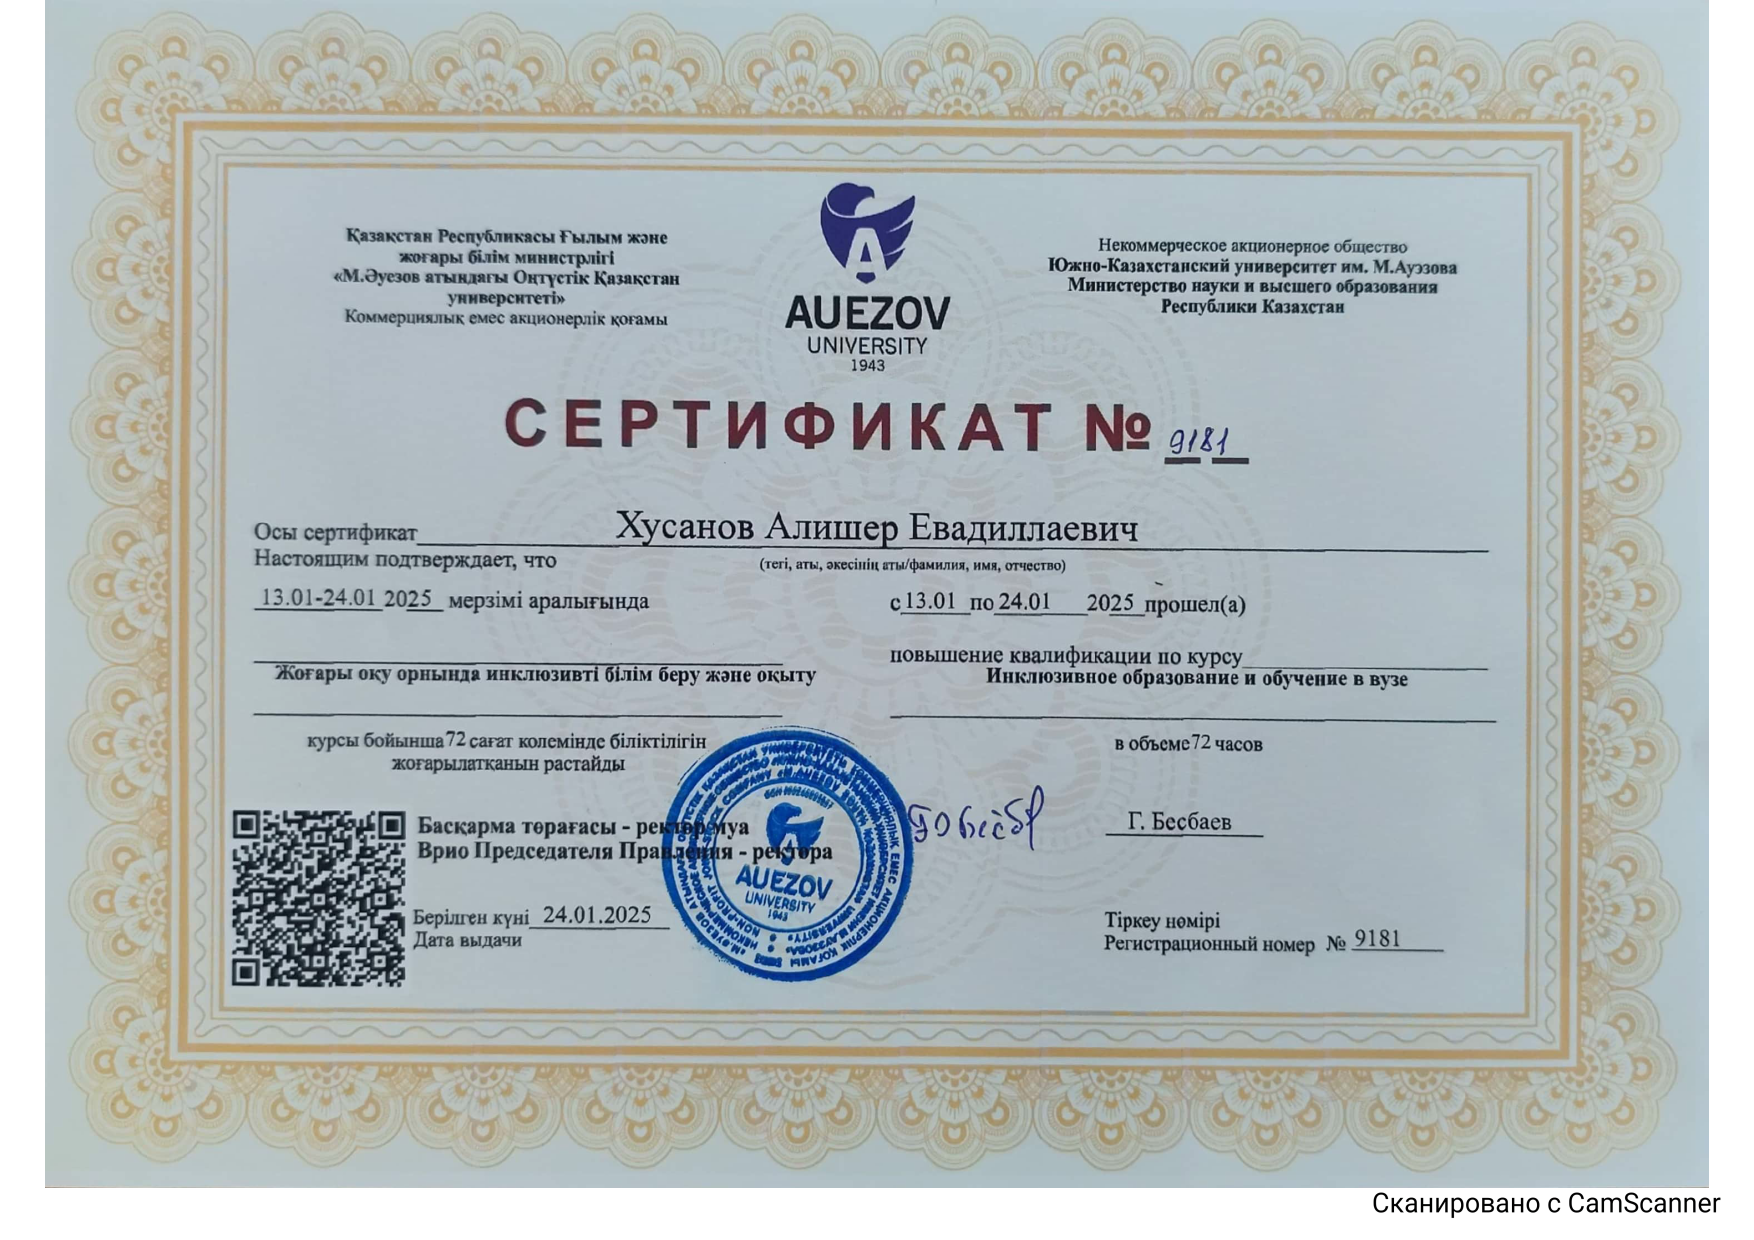 Қазақстан Республикасы Ғылым және
жоғары білім министрлігі
«М.Әуезов атындағы Оңтүстік Қазақстан
университеті»
Коммерциялық емес акционерлік қоғамы
AUEZOV
UNIVERSITY
1943
Некоммерческое акционерное общество
Южно-Казахстанский университет им. М.Ауэзова
Министерство науки и высшего образования
Республики Казахстан
СЕРТИФИКАТ № 9181
Осы сертификат Хусанов Алишер Евадиллаевич
Настоящим подтверждает, что
(тегі, аты, әкесінің аты/фамилия, имя, отчество)
13.01-24.01 2025 мерзімі аралығында
Жоғары оқу орнында инклюзивті білім беру және оқыту
курсы бойынша 72 сағат көлемінде біліктілігін
жоғарылатқанын растайды
с 13.01 по 24.01 2025 прошел(а)
повышение квалификации по курсу
Инклюзивное образование и обучение в вузе
в объеме 72 часов
Басқарма төрағасы - ректор муа
Врио Председателя Правления - ректора
Г. Бесбаев
AUEZOV
UNIVERSITY
1943
Берілген күні 24.01.2025
Дата выдачи
Тіркеу нөмірі
Регистрационный номер № 9181
Сканировано с CamScanner